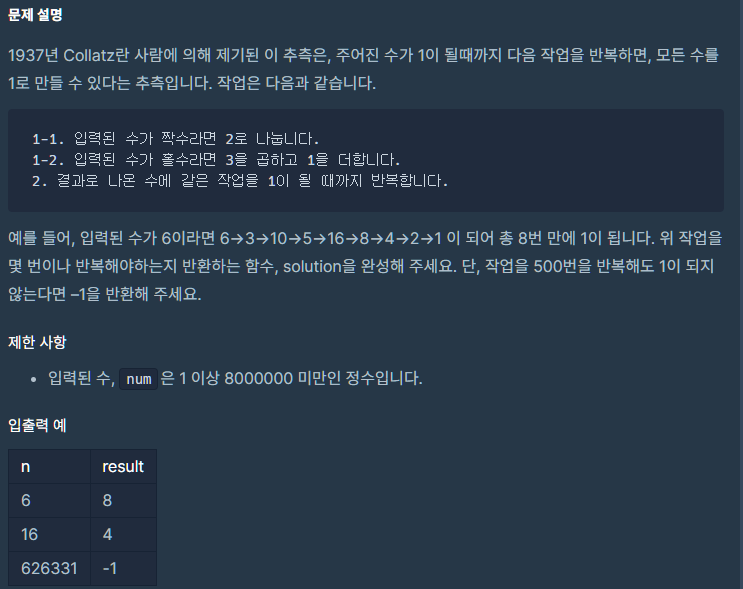 문제 설명
1937년 Collatz란 사람에 의해 제기된 이 추측은, 주어진 수가 1이 될때까지 다음 작업을 반복하면, 모든 수를
1로 만들 수 있다는 추측입니다. 작업은 다음과 같습니다.
1-1. 입력된 수가 짝수라면 2로 나눕니다.
1-2. 입력된 수가 홀수라면 3을 곱하고 1을 더합니다.
2. 결과로 나온 수에 같은 작업을 1이 될 때까지 반복합니다.
예를 들어, 입력된 수가 6이라면 6→3→10→5→16→8→4→2→1 이 되어 총 8번 만에 1이 됩니다. 위 작업을
몇 번이나 반복해야하는지 반환하는 함수, solution을 완성해 주세요. 단, 작업을 500번을 반복해도 1이 되지
않는다면 –1을 반환해 주세요.
제한 사항
• 입력된 수, num 은 1 이상 8000000 미만인 정수입니다.
입출력 예
n result
6 8
16 4
626331 -1